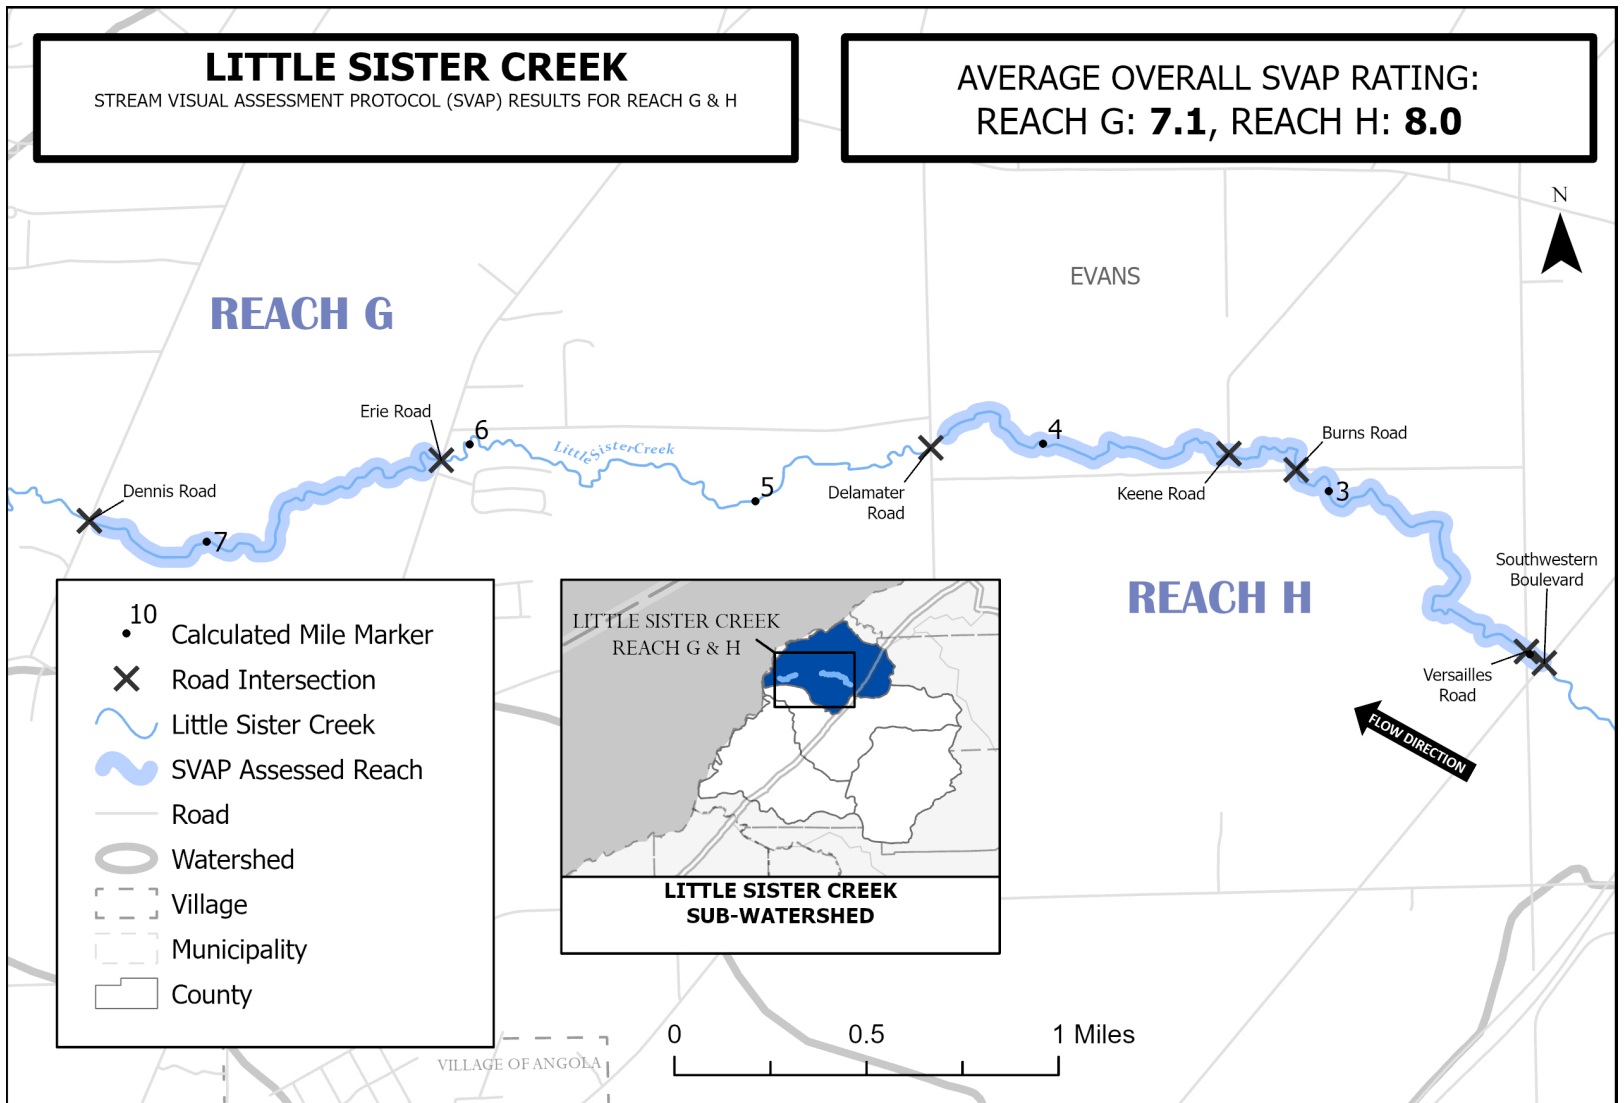 LITTLE SISTER CREEK
STREAM VISUAL ASSESSMENT PROTOCOL (SVAP) RESULTS FOR REACH G & H
AVERAGE OVERALL SVAP RATING:
REACH G: 7.1, REACH H: 8.0
N
EVANS
REACH G
Erie Road
6
Little Sister Creek
4
Burns Road
Dennis Road
5
Delamater
Road
Keene Road
3
7
Southwestern
Boulevard
REACH H
Versailles
Road
FLOW DIRECTION
10
Calculated Mile Marker
Road Intersection
Little Sister Creek
SVAP Assessed Reach
Road
Watershed
Village
Municipality
County
LITTLE SISTER CREEK
REACH G & H
LITTLE SISTER CREEK
SUB-WATERSHED
0 0.5 1 Miles
VILLAGE OF ANGOLA